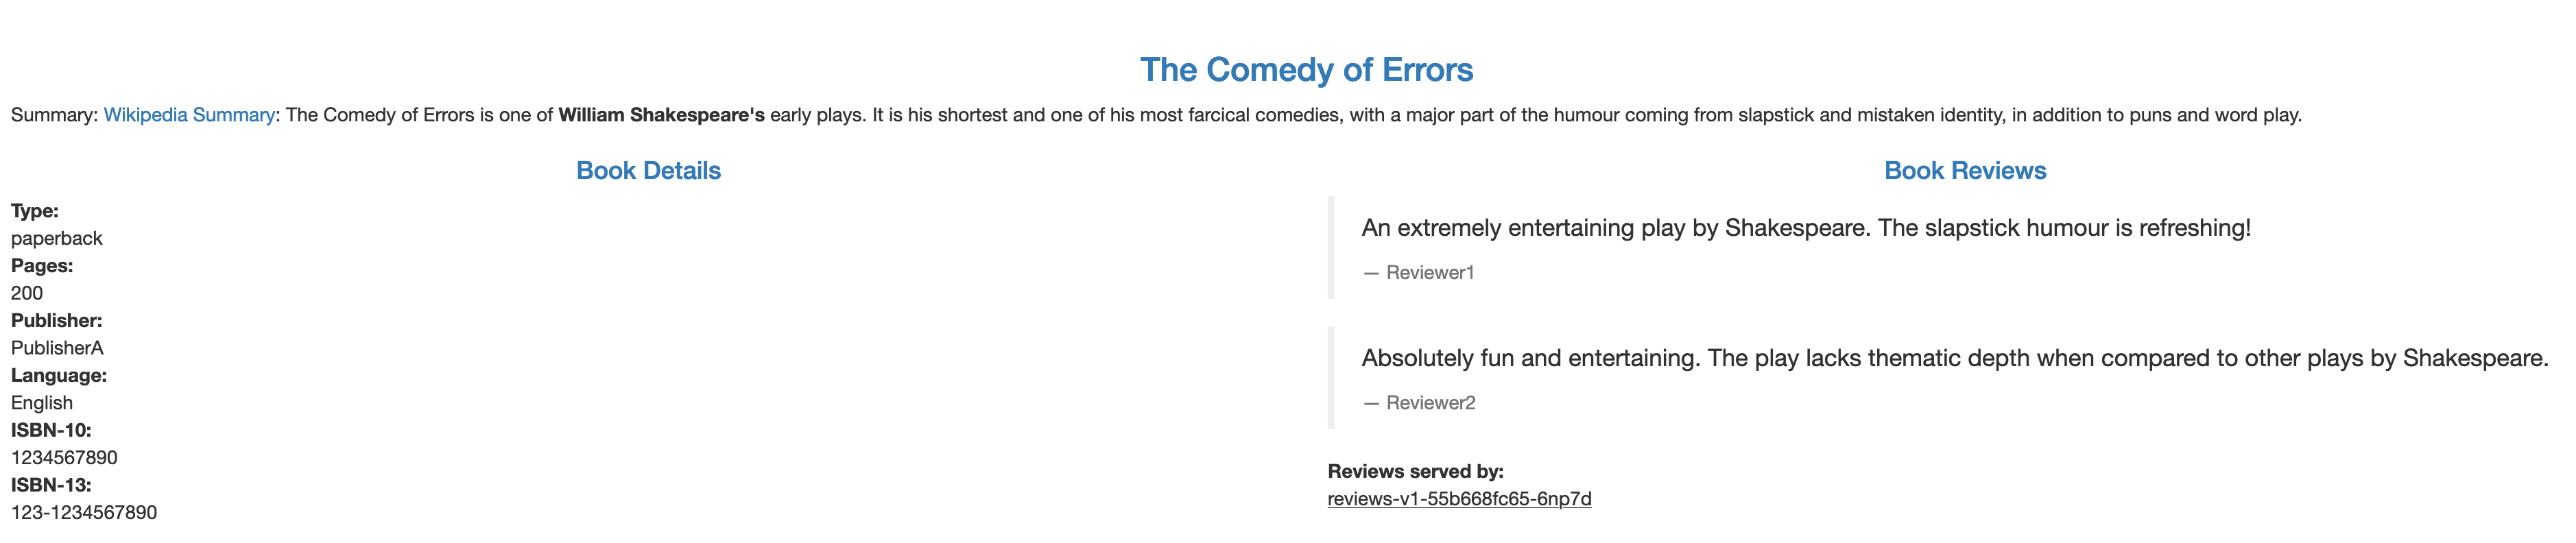 The Comedy of Errors
Summary: Wikipedia Summary: The Comedy of Errors is one of William Shakespeare's early plays. It is his shortest and one of his most farcical comedies, with a major part of the humour coming from slapstick and mistaken identity, in addition to puns and word play.
Book Details
Type:
paperback
Pages:
200
Publisher:
PublisherA
Language:
English
ISBN-10:
1234567890
ISBN-13:
123-1234567890
Book Reviews
An extremely entertaining play by Shakespeare. The slapstick humour is refreshing!
— Reviewer1
Absolutely fun and entertaining. The play lacks thematic depth when compared to other plays by Shakespeare.
— Reviewer2
Reviews served by:
reviews-v1-55b668fc65-6np7d